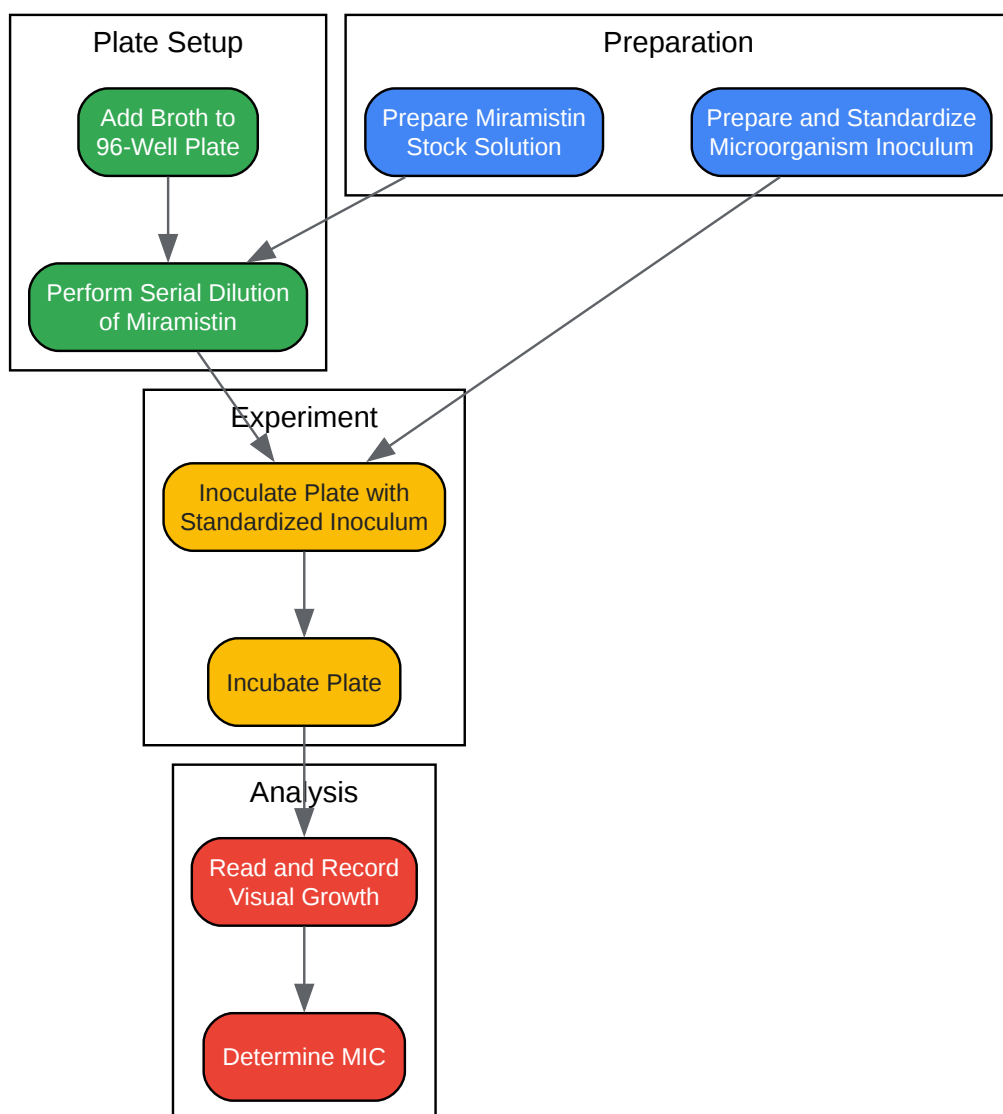 Plate Setup
Add Broth to
96-Well Plate
Perform Serial Dilution
of Miramistin
Preparation
Prepare Miramistin
Stock Solution
Prepare and Standardize
Microorganism Inoculum
Experiment
Inoculate Plate with
Standardized Inoculum
Incubate Plate
Analysis
Read and Record
Visual Growth
Determine MIC